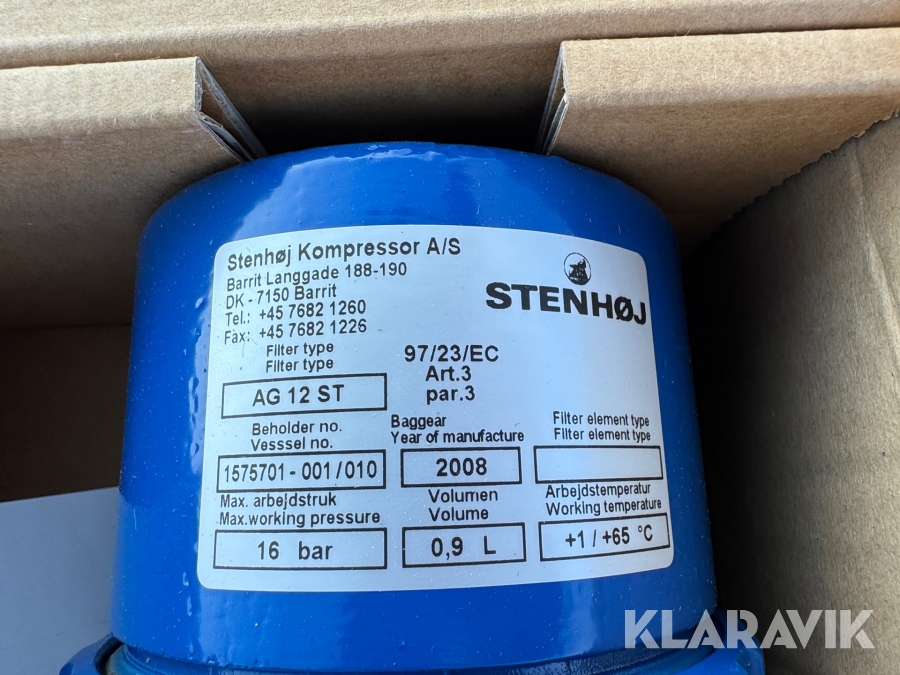 Stenhøj Kompressor A/S
Barrit Langgade 188-190
DK - 7150 Barrit
Tel.: +45 7682 1260
Fax: +45 7682 1226
STENHØJ
Filter type
Filter type
AG 12 ST
97/23/EC
Art.3
par.3
Beholder no.
Vesssel no.
1575701 - 001/010
Baggear
Year of manufacture
2008
Filter element type
Filter element type
Max. arbejdstruk
Max.working pressure
16 bar
Volumen
Volume
0,9 L
Arbejdstemperatur
Working temperature
+1 / +65 °C
KLARAVIK